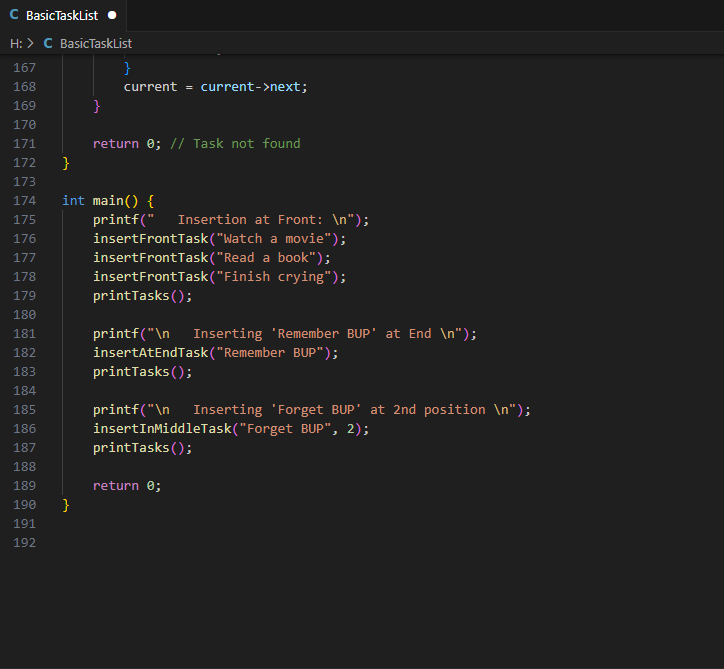 C BasicTaskList ●
H: > C BasicTaskList
167 }
168 current = current->next;
169 }
170
171 return 0; // Task not found
172 }
173
174 int main() {
175 printf("   Insertion at Front: \n");
176 insertFrontTask("Watch a movie");
177 insertFrontTask("Read a book");
178 insertFrontTask("Finish crying");
179 printTasks();
180
181 printf("\n   Inserting 'Remember BUP' at End \n");
182 insertAtEndTask("Remember BUP");
183 printTasks();
184
185 printf("\n   Inserting 'Forget BUP' at 2nd position \n");
186 insertInMiddleTask("Forget BUP", 2);
187 printTasks();
188
189 return 0;
190 }
191
192